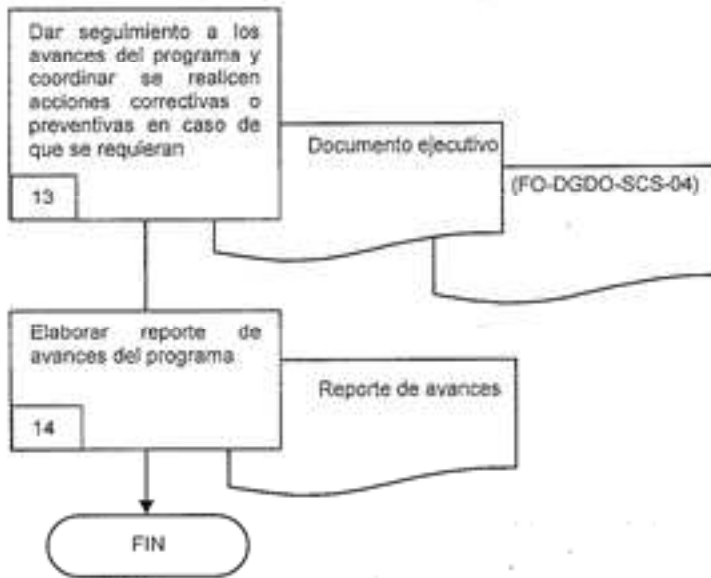 Dar seguimiento a los
avances del programa y
coordinar se realicen
acciones correctivas o
preventivas en caso de
que se requieran
13
Documento ejecutivo
(FO-DGDO-SCS-04)
Elaborar reporte de
avances del programa
14
Reporte de avances
FIN